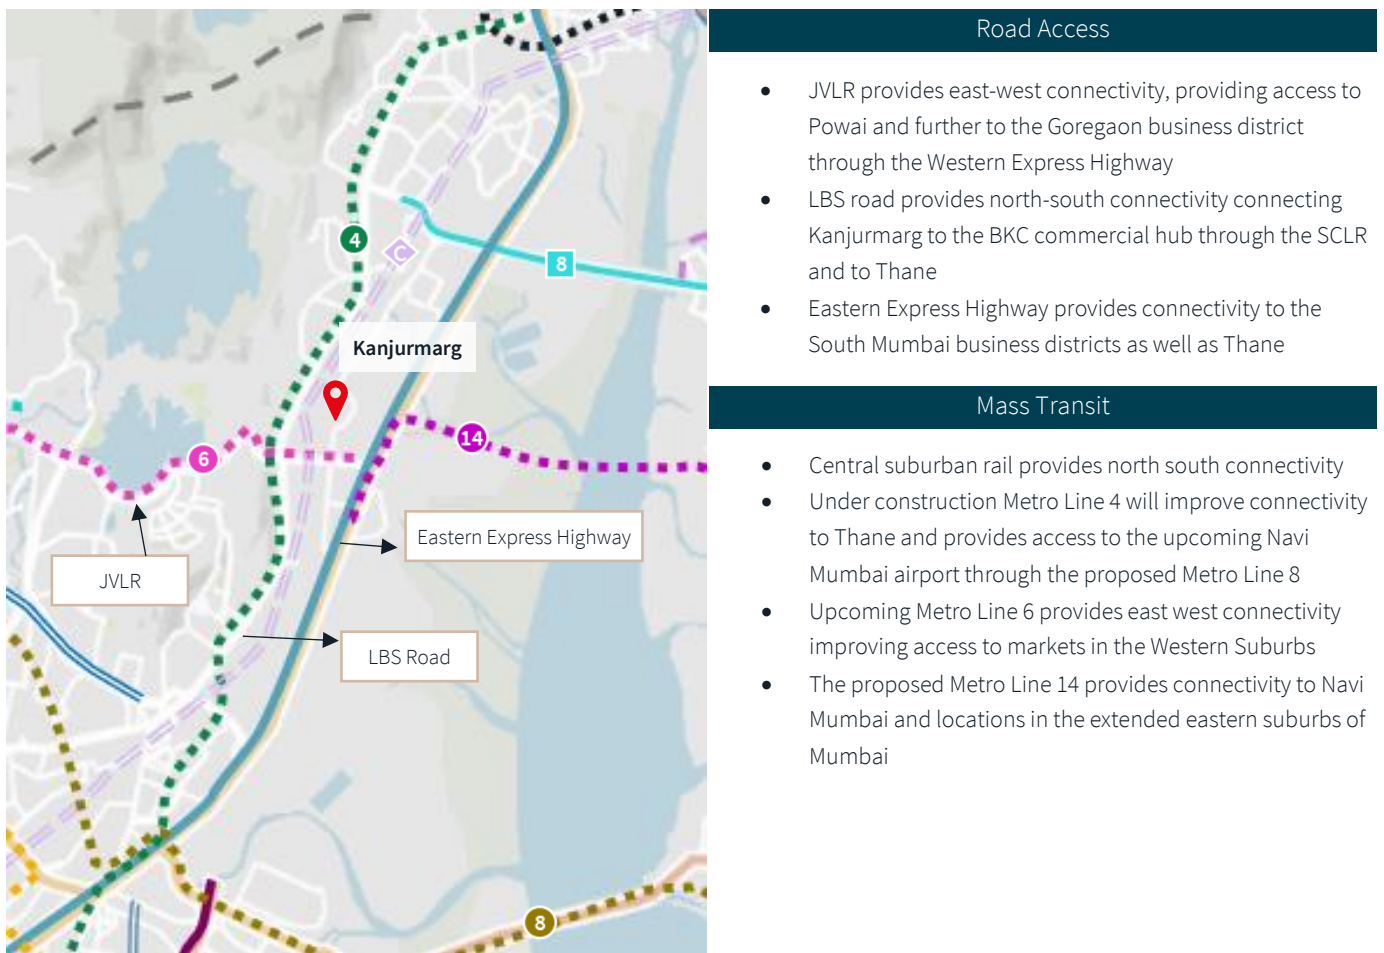 4
C
8
Kanjurmarg
14
6
Eastern Express Highway
JVLR
LBS Road
8
Road Access
• JVLR provides east-west connectivity, providing access to
Powai and further to the Goregaon business district
through the Western Express Highway
• LBS road provides north-south connectivity connecting
Kanjurmarg to the BKC commercial hub through the SCLR
and to Thane
• Eastern Express Highway provides connectivity to the
South Mumbai business districts as well as Thane
Mass Transit
• Central suburban rail provides north south connectivity
• Under construction Metro Line 4 will improve connectivity
to Thane and provides access to the upcoming Navi
Mumbai airport through the proposed Metro Line 8
• Upcoming Metro Line 6 provides east west connectivity
improving access to markets in the Western Suburbs
• The proposed Metro Line 14 provides connectivity to Navi
Mumbai and locations in the extended eastern suburbs of
Mumbai